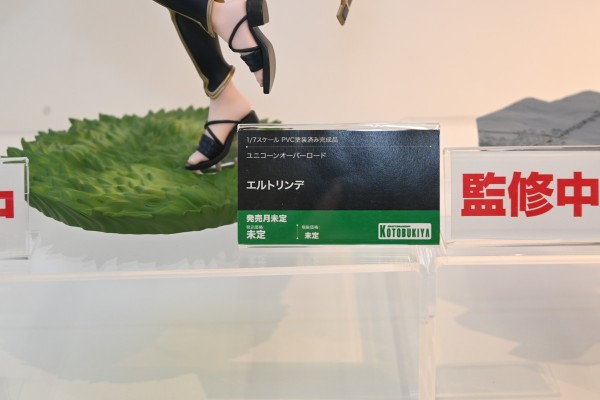 1/7スケール PVC塗装済み完成品
ユニコーンオーバーロード
エルトリンデ
発売月未定
未定
未定
KOTOBUKIYA
監修中
中